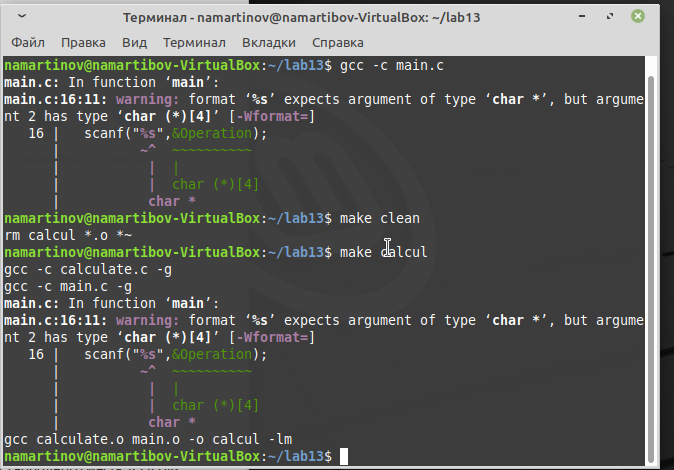 Терминал - namartinov@namartibov-VirtualBox: ~/lab13
Файл Правка Вид Терминал Вкладки Справка
namartinov@namartibov-VirtualBox:~/lab13$ gcc -c main.c
main.c: In function ‘main’:
main.c:16:11: warning: format ‘%s’ expects argument of type ‘char *’, but argume
nt 2 has type ‘char (*)[4]’ [-Wformat=]
   16 |   scanf("%s",&Operation);
      |          ~^  ~~~~~~~~~~
      |           |  |
      |           |  char (*)[4]
      |           char *
namartinov@namartibov-VirtualBox:~/lab13$ make clean
rm calcul *.o *~
namartinov@namartibov-VirtualBox:~/lab13$ make calcul
gcc -c calculate.c -g
gcc -c main.c -g
main.c: In function ‘main’:
main.c:16:11: warning: format ‘%s’ expects argument of type ‘char *’, but argume
nt 2 has type ‘char (*)[4]’ [-Wformat=]
   16 |   scanf("%s",&Operation);
      |          ~^  ~~~~~~~~~~
      |           |  |
      |           |  char (*)[4]
      |           char *
gcc calculate.o main.o -o calcul -lm
namartinov@namartibov-VirtualBox:~/lab13$